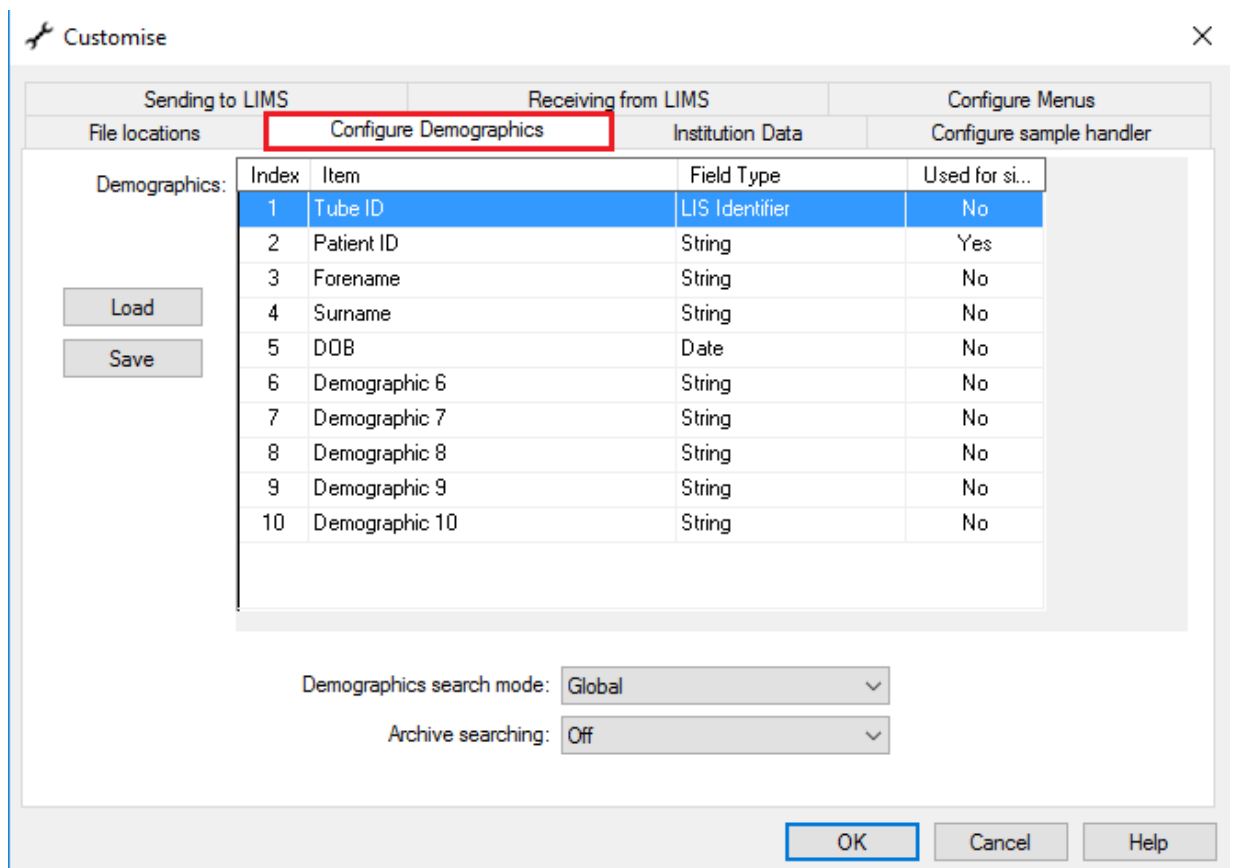 Customise
Sending to LIMS Receiving from LIMS Configure Menus
File locations Configure Demographics Institution Data Configure sample handler
Demographics:
Index Item Field Type Used for si...
1 Tube ID LIS Identifier No
2 Patient ID String Yes
3 Forename String No
4 Surname String No
5 DOB Date No
6 Demographic 6 String No
7 Demographic 7 String No
8 Demographic 8 String No
9 Demographic 9 String No
10 Demographic 10 String No
Load
Save
Demographics search mode: Global
Archive searching: Off
OK Cancel Help